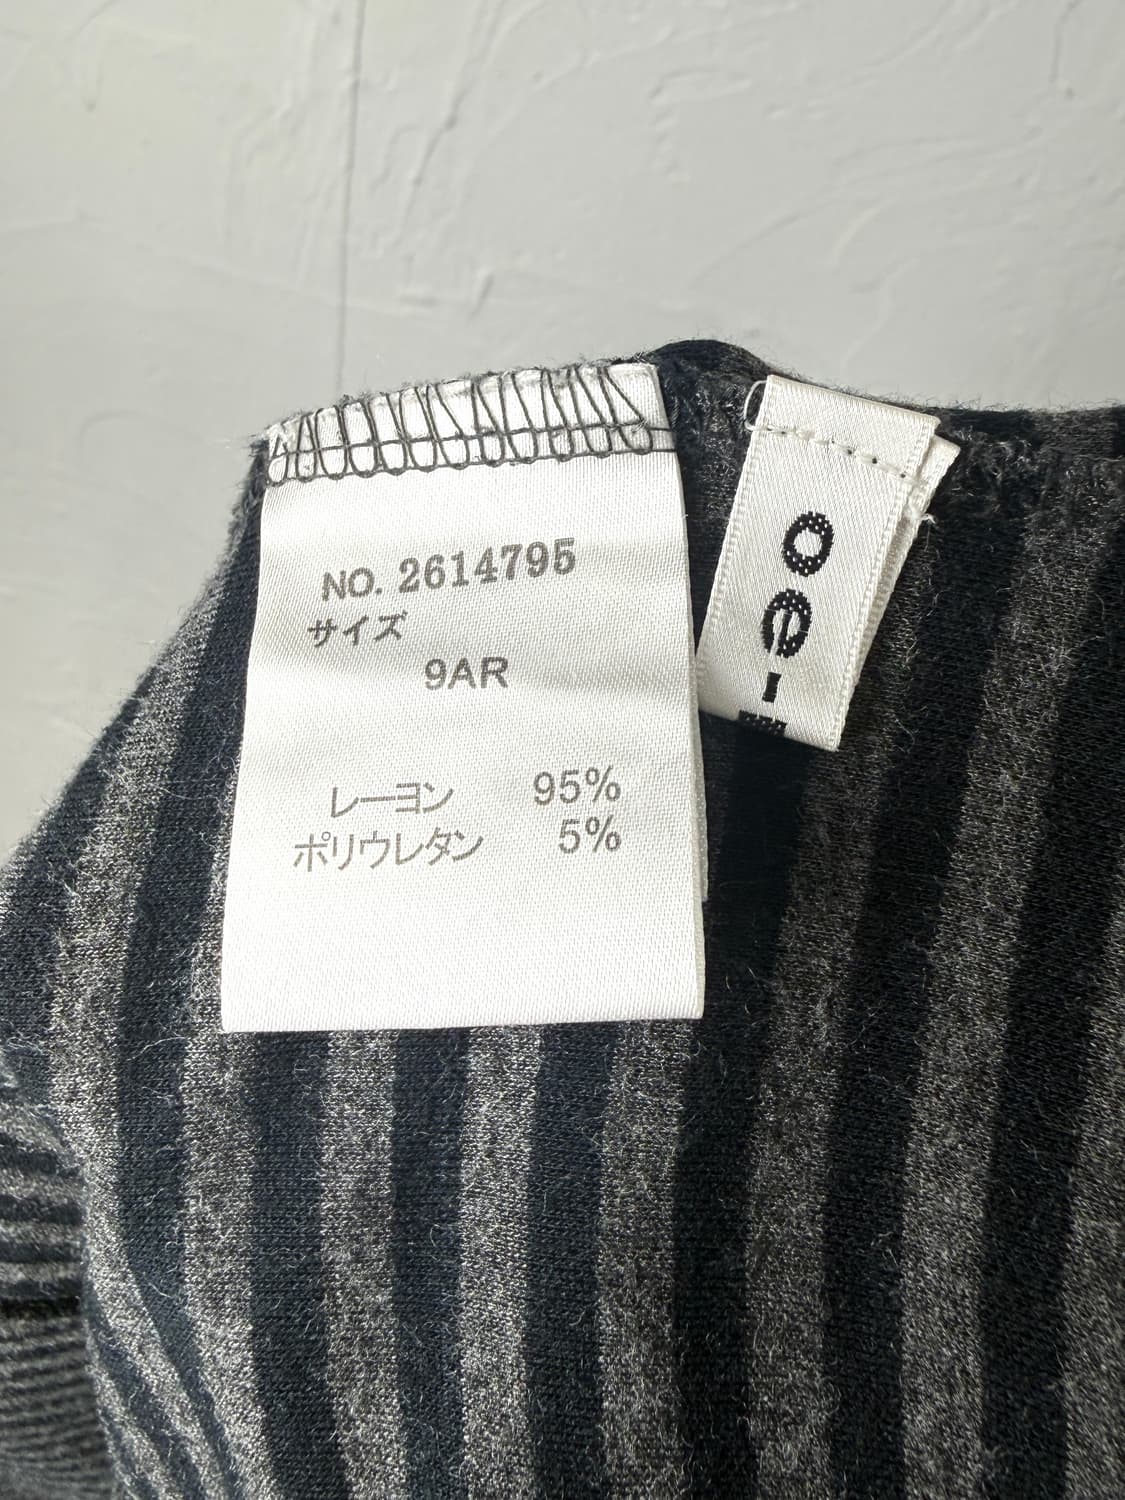 NO. 2614795
サイズ
9AR
レーヨン 95%
ポリウレタン 5%